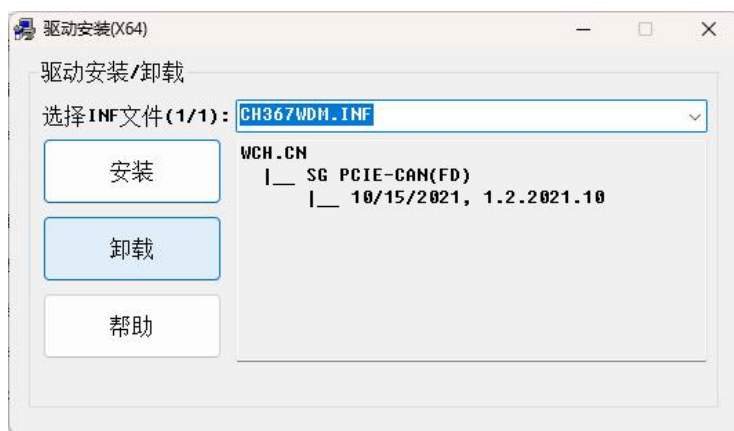 驱动安装(X64)
驱动安装/卸载
选择INF文件(1/1): CH367WDM.INF
安装
卸载
帮助
WCH.CN
|__ SG PCIE-CAN(FD)
|__ 10/15/2021, 1.2.2021.10